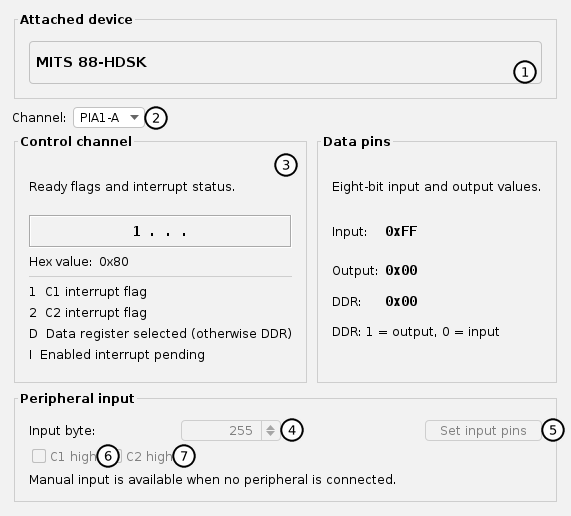 Attached device
MITS 88-HDSK
1
Channel: PIA1-A 2
Control channel
3
Ready flags and interrupt status.
1 . . .
Hex value: 0x80
1 C1 interrupt flag
2 C2 interrupt flag
D Data register selected (otherwise DDR)
I Enabled interrupt pending
Data pins
Eight-bit input and output values.
Input: 0xFF
Output: 0x00
DDR: 0x00
DDR: 1 = output, 0 = input
Peripheral input
Input byte: 255 4 Set input pins 5
C1 high 6 C2 high 7
Manual input is available when no peripheral is connected.